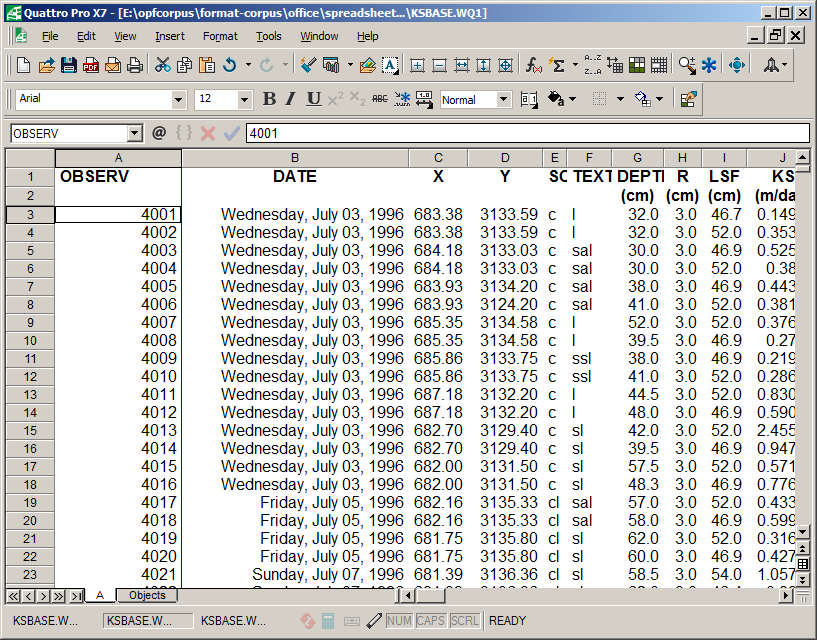 Quattro Pro X7 - [E:\opfcorpus\format-corpus\office\spreadsheet...\KSBASE.WQ1]
File Edit View Insert Format Tools Window Help
Arial 12 B I U ABC Normal
OBSERV @ { } 4001
A B C D E F G H I J
1 OBSERV DATE X Y SC TEXT DEPTH R LSF KS
2 (cm) (cm) (cm) (m/da
3 4001 Wednesday, July 03, 1996 683.38 3133.59 c l 32.0 3.0 46.7 0.149
4 4002 Wednesday, July 03, 1996 683.38 3133.59 c l 32.0 3.0 52.0 0.353
5 4003 Wednesday, July 03, 1996 684.18 3133.03 c sal 30.0 3.0 46.9 0.525
6 4004 Wednesday, July 03, 1996 684.18 3133.03 c sal 30.0 3.0 52.0 0.38
7 4005 Wednesday, July 03, 1996 683.93 3134.20 c sal 38.0 3.0 46.9 0.443
8 4006 Wednesday, July 03, 1996 683.93 3124.20 c sal 41.0 3.0 52.0 0.381
9 4007 Wednesday, July 03, 1996 685.35 3134.58 c l 52.0 3.0 52.0 0.376
10 4008 Wednesday, July 03, 1996 685.35 3134.58 c l 39.5 3.0 46.9 0.27
11 4009 Wednesday, July 03, 1996 685.86 3133.75 c ssl 38.0 3.0 46.9 0.219
12 4010 Wednesday, July 03, 1996 685.86 3133.75 c ssl 41.0 3.0 52.0 0.286
13 4011 Wednesday, July 03, 1996 687.18 3132.20 c l 44.5 3.0 52.0 0.830
14 4012 Wednesday, July 03, 1996 687.18 3132.20 c l 48.0 3.0 46.9 0.590
15 4013 Wednesday, July 03, 1996 682.70 3129.40 c sl 42.0 3.0 52.0 2.455
16 4014 Wednesday, July 03, 1996 682.70 3129.40 c sl 39.5 3.0 46.9 0.947
17 4015 Wednesday, July 03, 1996 682.00 3131.50 c sl 57.5 3.0 52.0 0.571
18 4016 Wednesday, July 03, 1996 682.00 3131.50 c sl 48.3 3.0 46.9 0.776
19 4017 Friday, July 05, 1996 682.16 3135.33 cl sal 57.0 3.0 52.0 0.433
20 4018 Friday, July 05, 1996 682.16 3135.33 cl sal 58.0 3.0 46.9 0.599
21 4019 Friday, July 05, 1996 681.75 3135.80 cl sl 62.0 3.0 52.0 0.316
22 4020 Friday, July 05, 1996 681.75 3135.80 cl sl 60.0 3.0 46.9 0.427
23 4021 Sunday, July 07, 1996 681.39 3136.36 cl sl 58.5 3.0 54.0 1.057
A Objects
KSBASE.W... KSBASE.W... KSBASE.W... NUM CAPS SCRL READY